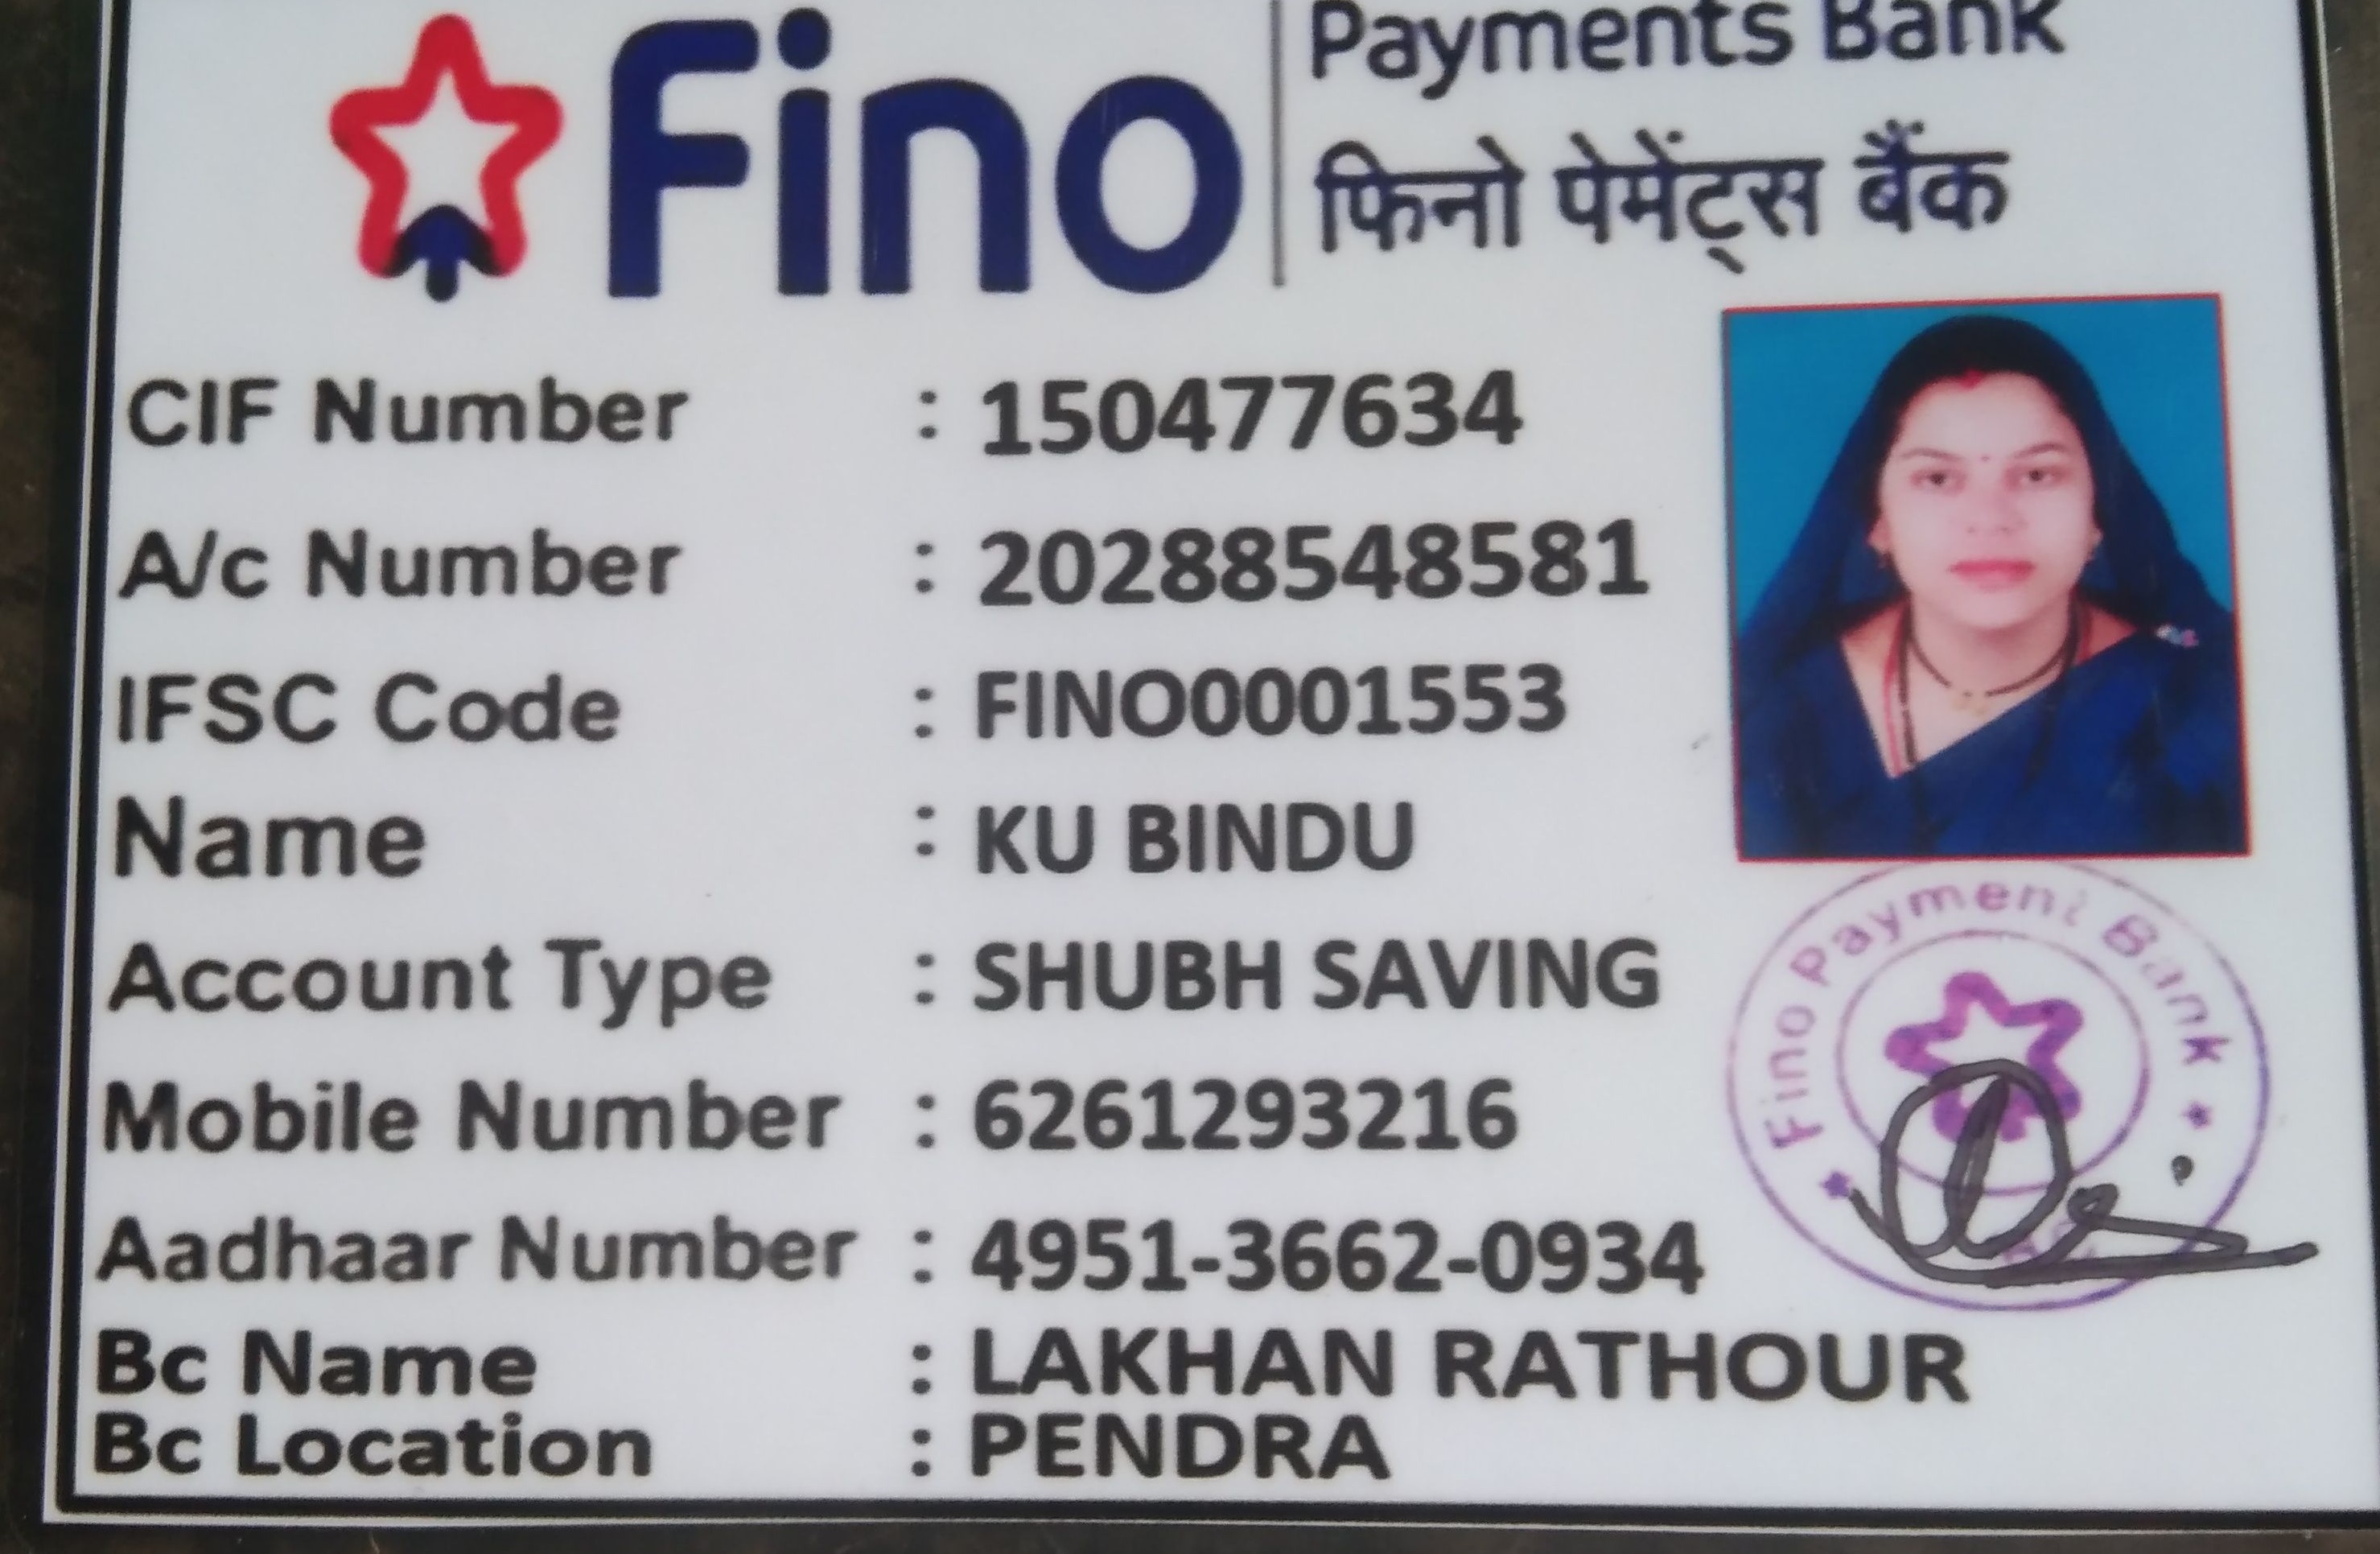 Fino
Payments Bank
फिनो पेमेंट्स बैंक
CIF Number : 150477634
A/c Number : 20288548581
IFSC Code : FINO0001553
Name : KU BINDU
Account Type : SHUBH SAVING
Mobile Number : 6261293216
Aadhaar Number : 4951-3662-0934
Bc Name : LAKHAN RATHOUR
Bc Location : PENDRA
Fino Payment Bank